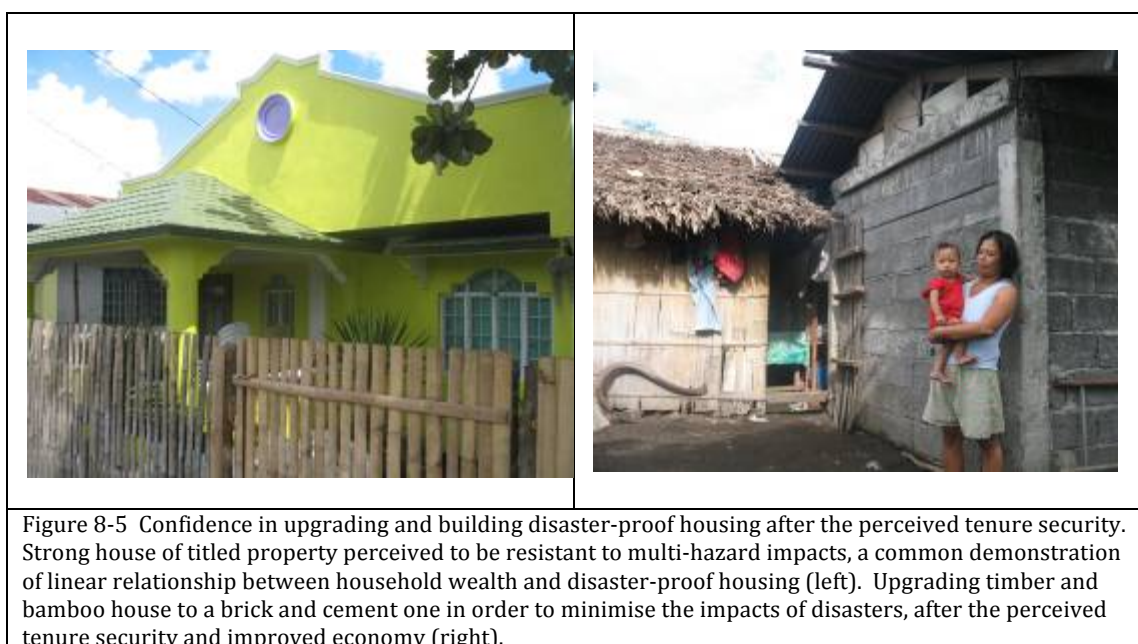 Figure 8-5  Confidence in upgrading and building disaster-proof housing after the perceived tenure security.
Strong house of titled property perceived to be resistant to multi-hazard impacts, a common demonstration
of linear relationship between household wealth and disaster-proof housing (left).  Upgrading timber and
bamboo house to a brick and cement one in order to minimise the impacts of disasters, after the perceived
tenure security and improved economy (right).